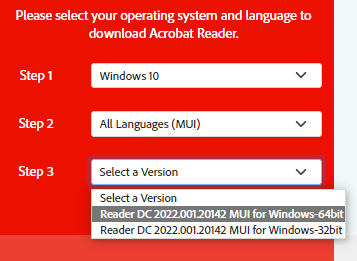 Please select your operating system and language to
download Acrobat Reader.
Step 1 Windows 10
Step 2 All Languages (MUI)
Step 3 Select a Version
Select a Version
Reader DC 2022.001.20142 MUI for Windows-64bit
Reader DC 2022.001.20142 MUI for Windows-32bit